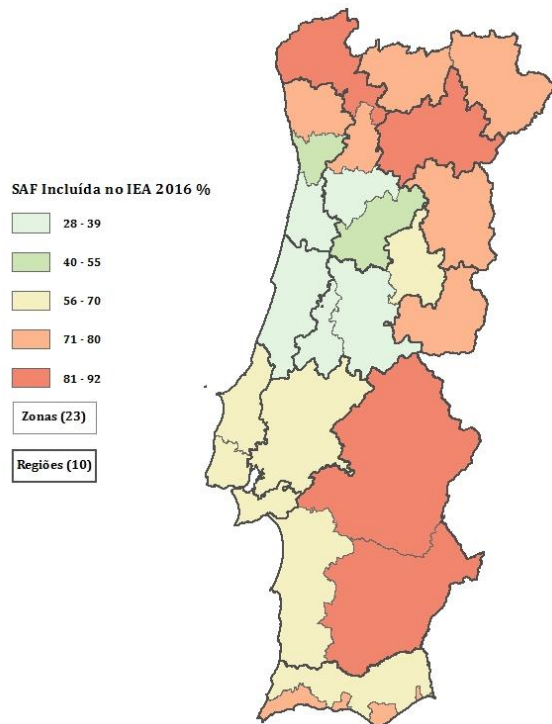 SAF Incluída no IEA 2016 %
28 - 39
40 - 55
56 - 70
71 - 80
81 - 92
Zonas (23)
Regiões (10)